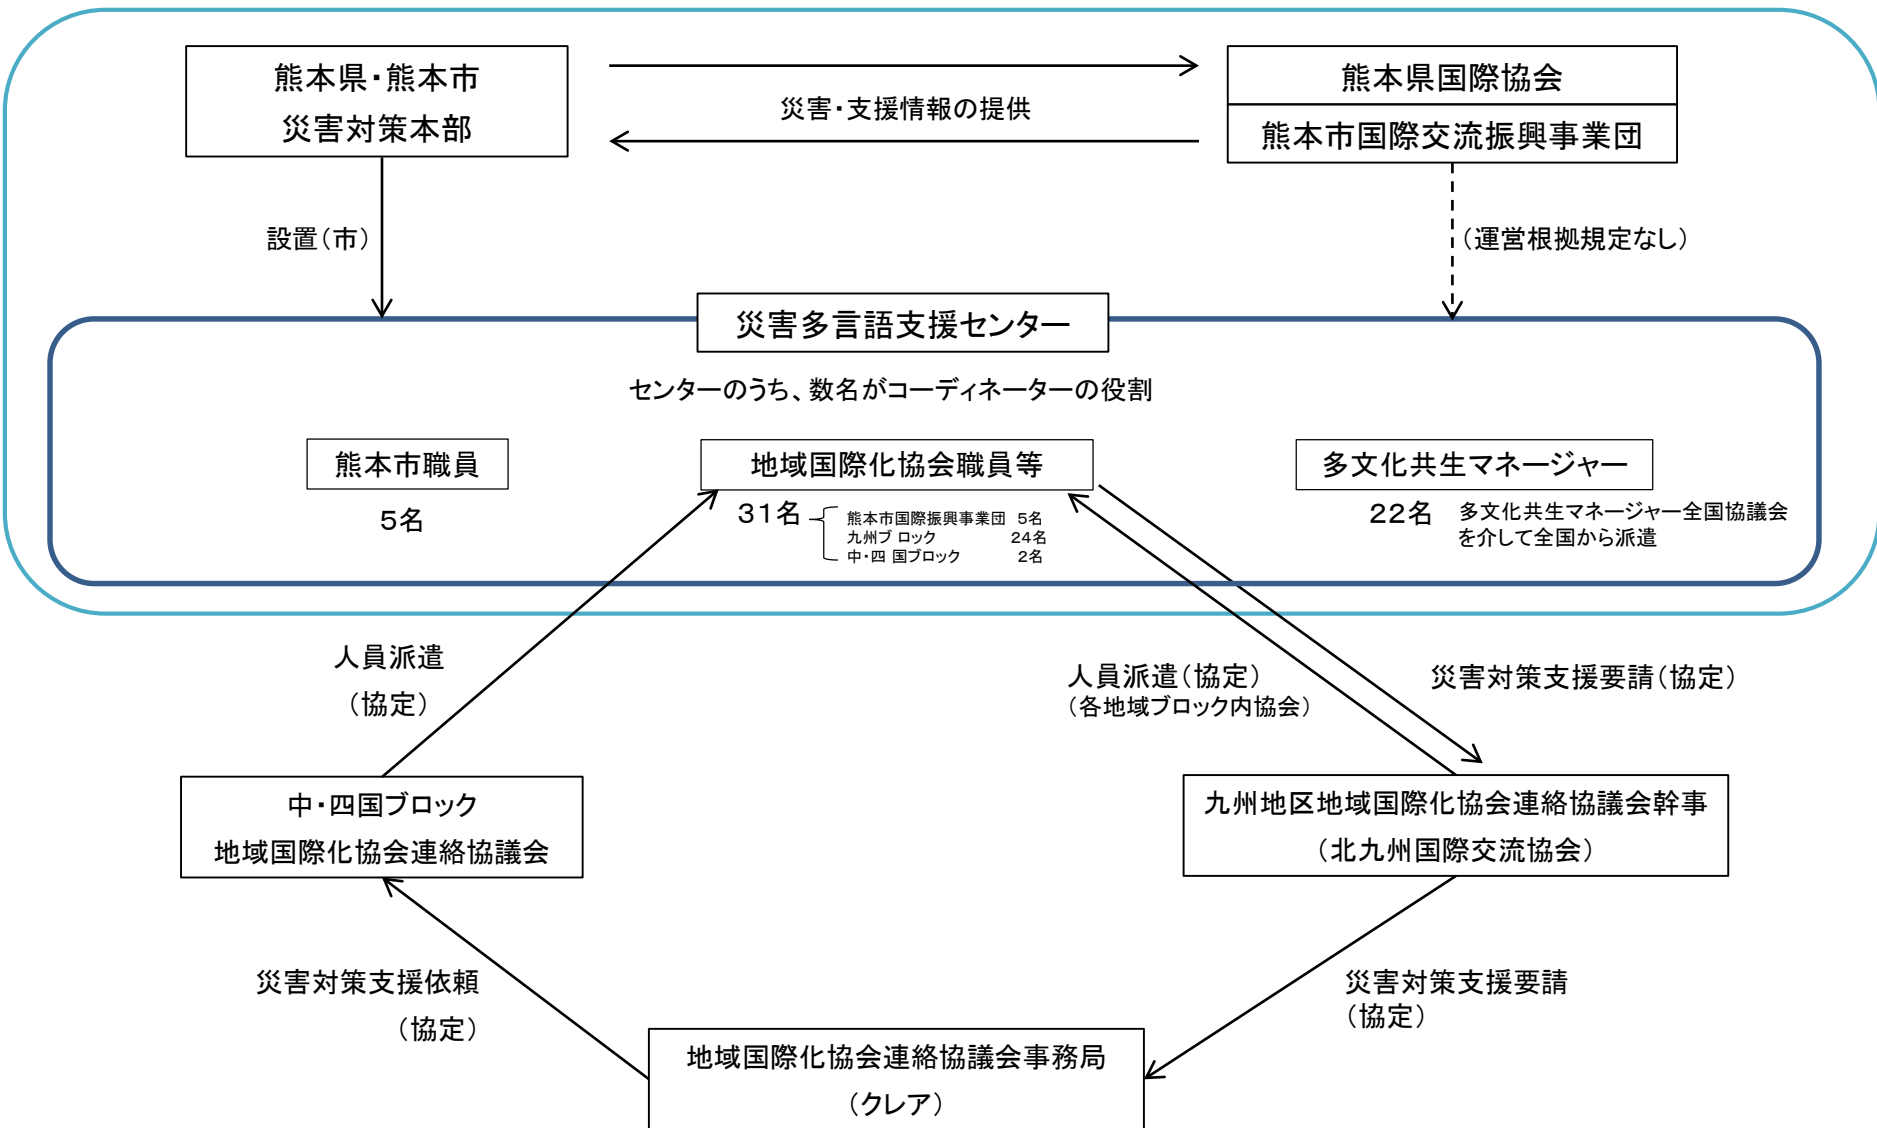 熊本県・熊本市
災害対策本部
災害・支援情報の提供
熊本県国際協会
熊本市国際交流振興事業団
設置（市）
（運営根拠規定なし）
災害多言語支援センター
センターのうち、数名がコーディネーターの役割
熊本市職員
5名
地域国際化協会職員等
31名
熊本市国際振興事業団 5名
九州ブロック 24名
中・四国ブロック 2名
多文化共生マネージャー
22名
多文化共生マネージャー全国協議会
を介して全国から派遣
人員派遣
（協定）
人員派遣（協定）
（各地域ブロック内協会）
災害対策支援要請（協定）
中・四国ブロック
地域国際化協会連絡協議会
九州地区地域国際化協会連絡協議会幹事
（北九州国際交流協会）
災害対策支援依頼
（協定）
災害対策支援要請
（協定）
地域国際化協会連絡協議会事務局
（クレア）